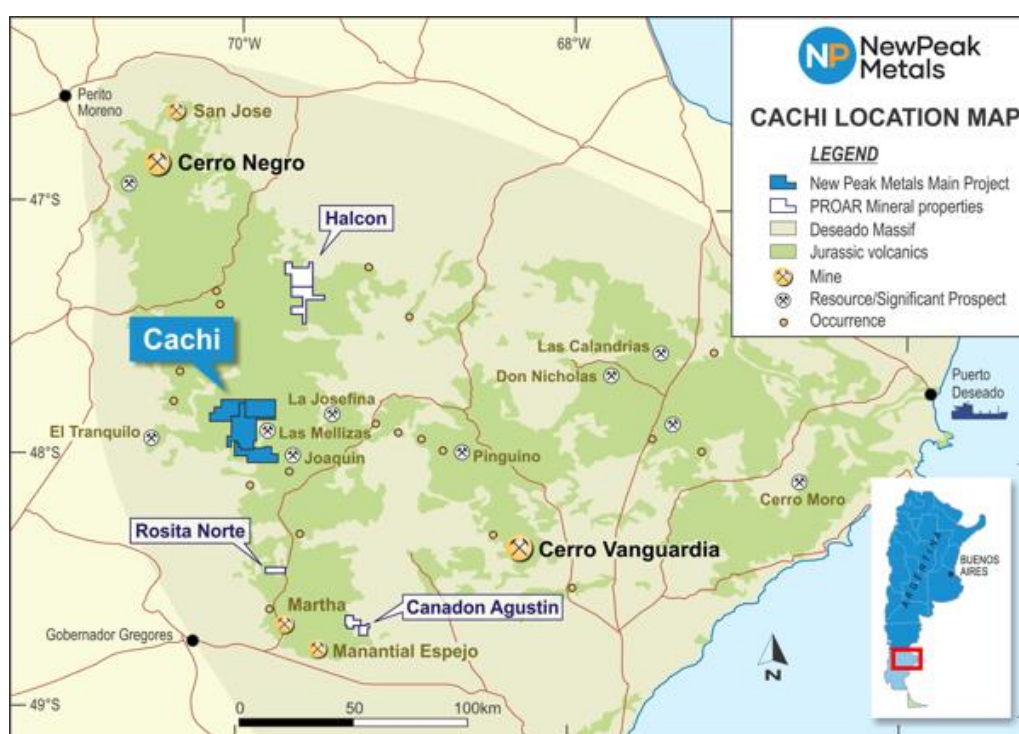 70°W
68°W
NP NewPeak
Metals
CACHI LOCATION MAP
LEGEND
New Peak Metals Main Project
PROAR Mineral properties
Deseado Massif
Jurassic volcanics
Mine
Resource/Significant Prospect
Occurrence
Perito
Moreno
San Jose
Cerro Negro
47°S
Halcon
Cachi
Las Calandrias
Don Nicholas
Puerto
Deseado
La Josefina
El Tranquilo
Las Mellizas
48°S
Joaquin
Pinguino
Cerro Moro
Rosita Norte
Cerro Vanguardia
ARGENTINA
BUENOS
AIRES
Martha
Canadon Agustin
Gobernador Gregores
Manantial Espejo
N
49°S
0
50
100km